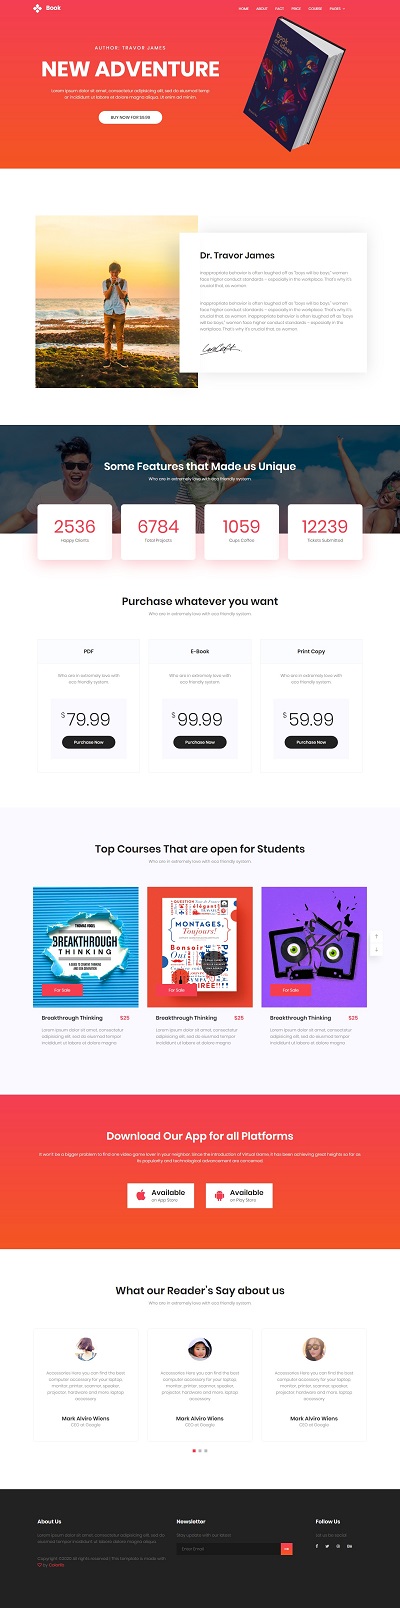 Book
HOME ABOUT FACT PRICE COURSE PAGES
AUTHOR: TRAVOR JAMES
NEW ADVENTURE
Lorem ipsum dolor sit amet, consectetur adipiscing elit, sed do eiusmod temp
or incididunt ut labore et dolore magna aliqua. Ut enim ad minim
BUY NOW FOR $9.99
book
of ideas
Dr. Travor James
Inappropriate behavior is often laughed off as "boys will be boys," women
face higher conduct standards – especially in the workplace. That's why it's
crucial that, as women
Inappropriate behavior is often laughed off as "boys will be boys," women
face higher conduct standards – especially in the workplace. That's why it's
crucial that, as women. Inappropriate behavior is often laughed off as "boys
will be boys," women face higher conduct standards – especially in the
workplace. That's why it's crucial that, as women
Some Features that Made us Unique
Who are in extremely love with eco friendly system
2536
Happy Clients
6784
Total Projects
1059
Cups Coffee
12239
Tickets Submitted
Purchase whatever you want
Who are in extremely love with eco friendly system
PDF
Who are in extremely love with
eco friendly system
$79.99
Purchase Now
E-Book
Who are in extremely love with
eco friendly system
$99.99
Purchase Now
Print Copy
Who are in extremely love with
eco friendly system
$59.99
Purchase Now
Top Courses That are open for Students
Who are in extremely love with eco friendly system
THOMAS VOGEL
BREAKTHROUGH
THINKING
For Sale
Breakthrough Thinking $25
Lorem ipsum dolor sit amet, consectetur
adipisicing elit, sed do eiusmod tempor
incididunt ut labore et dolore magna
MONTAGES,
Toujours!
Bonsoir
Oui
For Sale
Breakthrough Thinking $25
Lorem ipsum dolor sit amet, consectetur
adipisicing elit, sed do eiusmod tempor
incididunt ut labore et dolore magna
For Sale
Breakthrough Thinking $25
Lorem ipsum dolor sit amet, consectetur
adipisicing elit, sed do eiusmod tempor
incididunt ut labore et dolore magna
Download Our App for all Platforms
It won't be a bigger problem to find one video game lover in your neighbor. Since the introduction of Virtual Game, it has been achieving great heights so far as
its popularity and technological advancement are concerned.
Available
on App Store
Available
on Play Store
What our Reader's Say about us
Who are in extremely love with eco friendly system
Accessories Here you can find the best
computer accessory for your laptop,
monitor, printer, scanner, speaker,
projector, hardware and more. laptop
accessory
Mark Alviro Wiens
CEO at Google
Accessories Here you can find the best
computer accessory for your laptop,
monitor, printer, scanner, speaker,
projector, hardware and more. laptop
accessory
Mark Alviro Wiens
CEO at Google
Accessories Here you can find the best
computer accessory for your laptop,
monitor, printer, scanner, speaker,
projector, hardware and more. laptop
accessory
Mark Alviro Wiens
CEO at Google
About Us
Lorem ipsum dolor sit amet, consectetur adipisicing elit, sed do
eiusmod tempor incididunt ut labore et dolore magna aliqua.
Copyright ©2020 All rights reserved | This template is made with
by Colorlib
Newsletter
Stay update with our latest
Enter Email
Follow Us
Let us be social